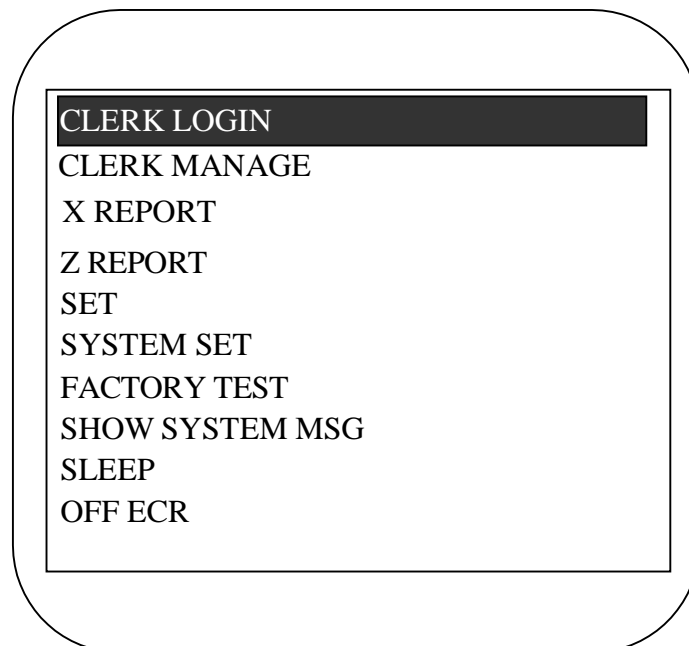 CLERK LOGIN
CLERK MANAGE
X REPORT
Z REPORT
SET
SYSTEM SET
FACTORY TEST
SHOW SYSTEM MSG
SLEEP
OFF ECR